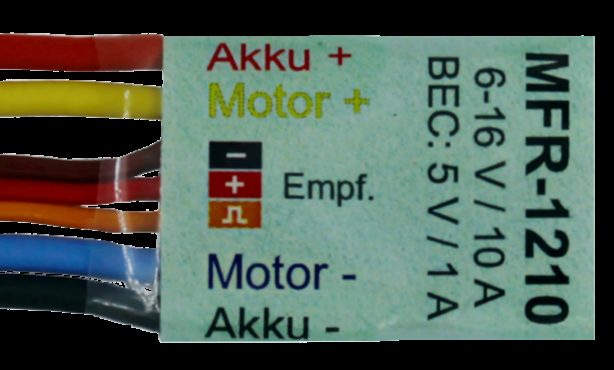 Akku +
Motor +
-
+
Empf.
Motor -
Akku -
MFR-1210
6-16 V / 10 A
BEC: 5 V / 1 A